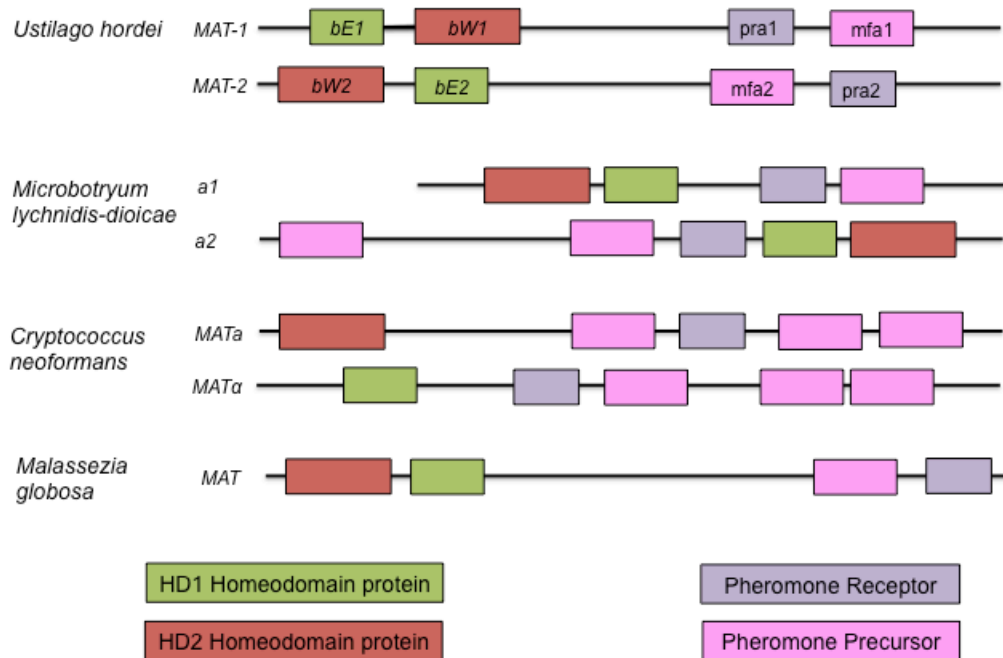 Ustilago hordei MAT-1 bE1 bW1 pra1 mfa1
MAT-2 bW2 bE2 mfa2 pra2
Microbotryum
lychnidis-dioicae
a1
a2
Cryptococcus
neoformans
MATa
MATα
Malassezia
globosa
MAT
HD1 Homeodomain protein Pheromone Receptor
HD2 Homeodomain protein Pheromone Precursor